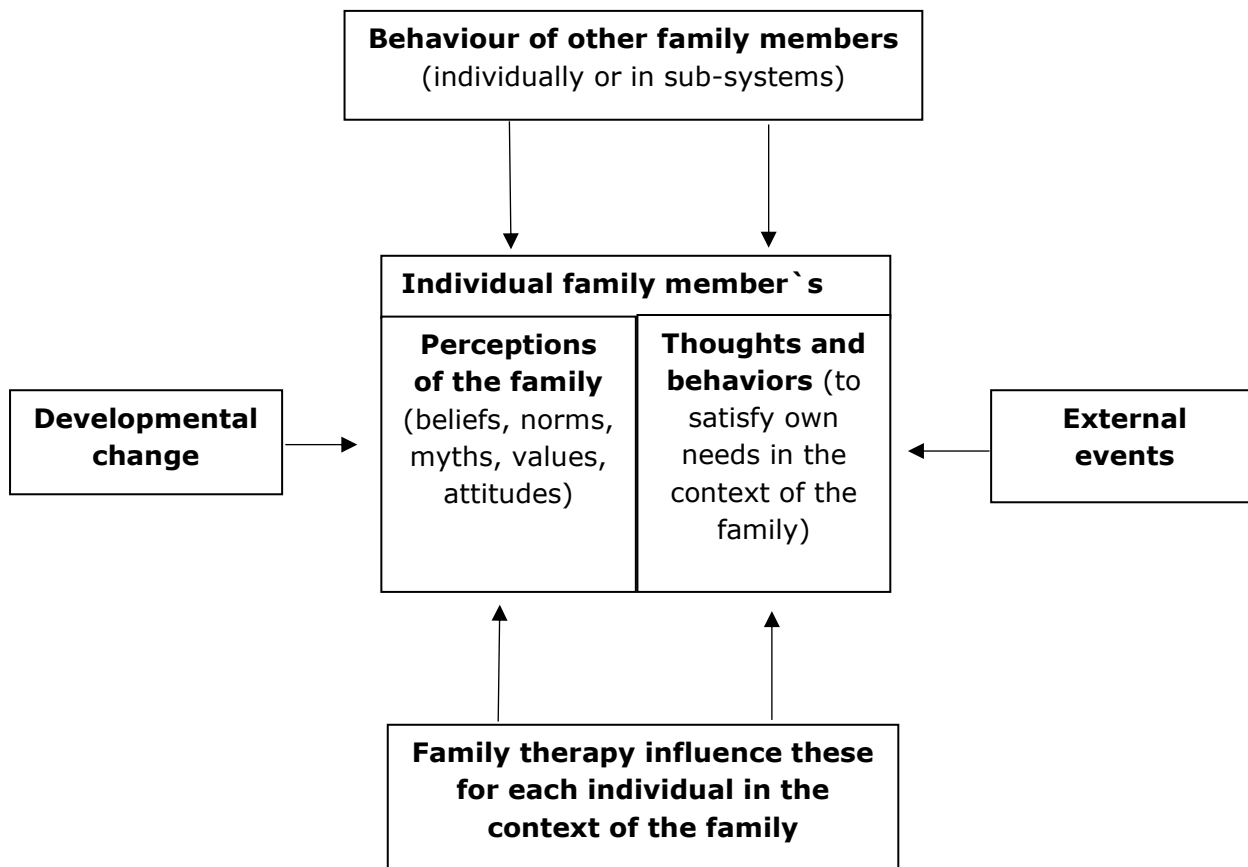 Behaviour of other family members
(individually or in sub-systems)
Individual family member`s
Perceptions
of the family
(beliefs, norms,
myths, values,
attitudes)
Thoughts and
behaviors (to
satisfy own
needs in the
context of the
family)
Developmental
change
External
events
Family therapy influence these
for each individual in the
context of the family